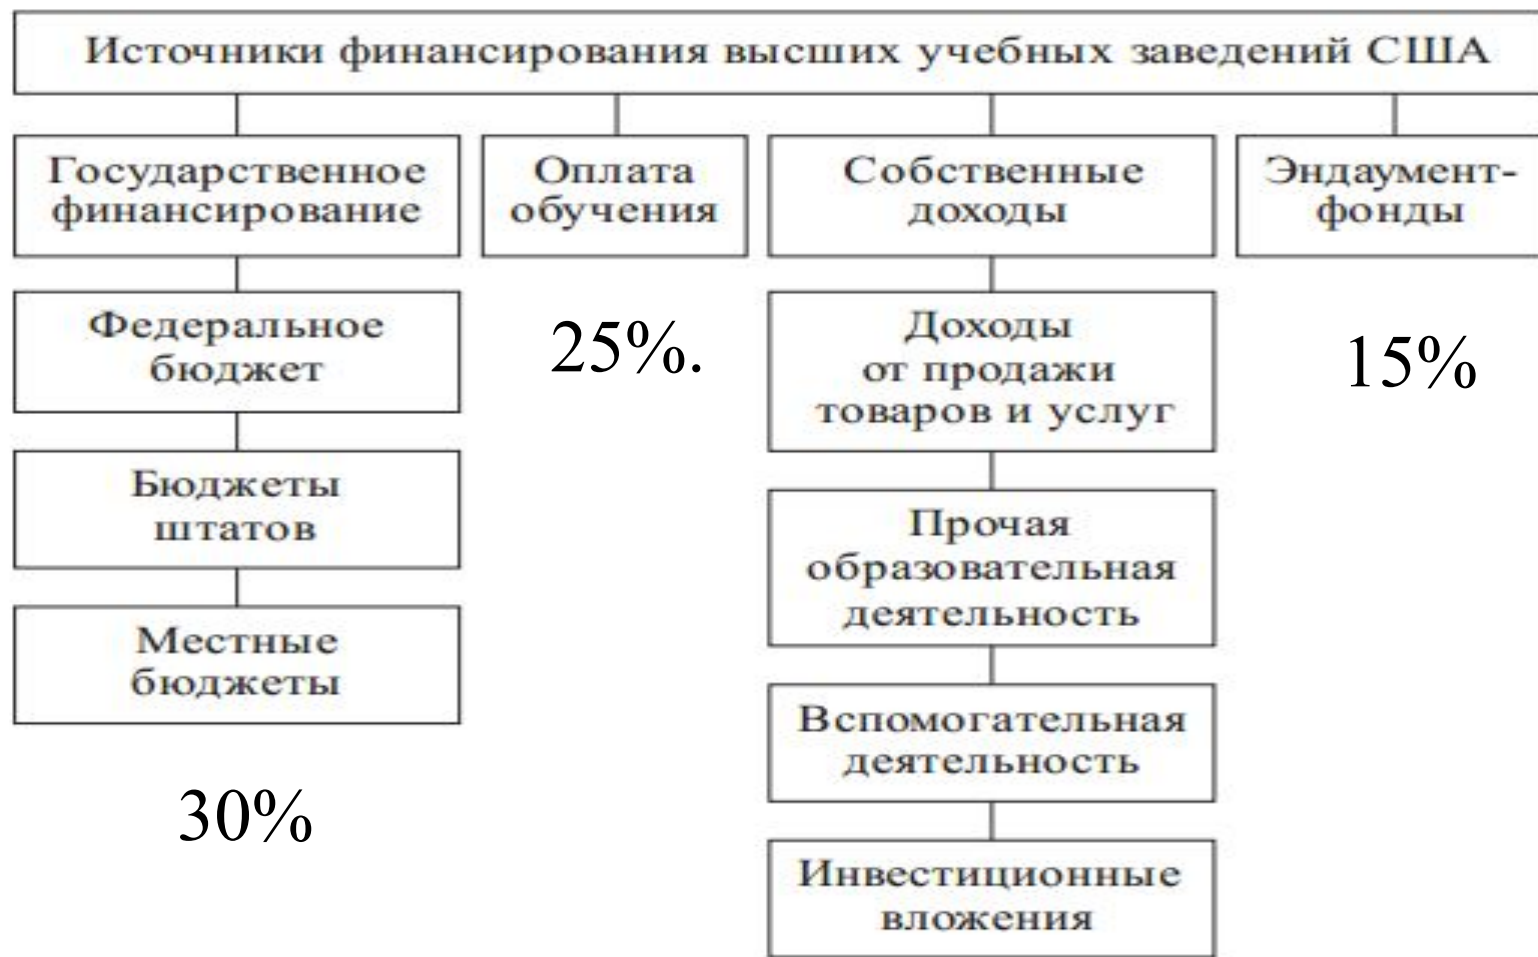 Источники финансирования высших учебных заведений США
Государственное
финансирование
Оплата
обучения
Собственные
доходы
Эндаумент-
фонды
Федеральное
бюджет
25%.
Доходы
от продажи
товаров и услуг
15%
Бюджеты
штатов
Прочая
образовательная
деятельность
Местные
бюджеты
Вспомогательная
деятельность
30%
Инвестиционные
вложения